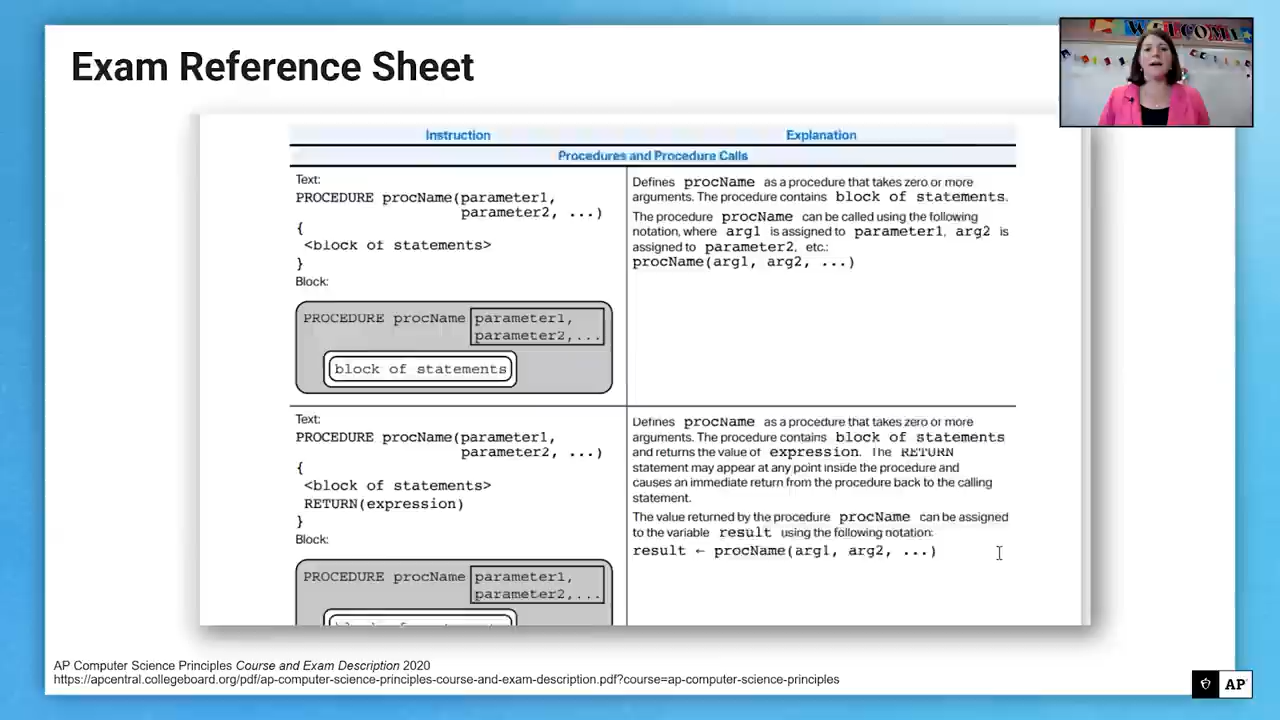 Exam Reference Sheet
WELCOME
Instruction
Explanation
Procedures and Procedure Calls
Text:
PROCEDURE procName(parameter1,
parameter2, ...)
{
<block of statements>
}
Block:
PROCEDURE procName parameter1,
parameter2,...
block of statements
Defines procName as a procedure that takes zero or more
arguments. The procedure contains block of statements.
The procedure procName can be called using the following
notation, where arg1 is assigned to parameter1, arg2 is
assigned to parameter2, etc.:
procName(arg1, arg2, ...)
Text:
PROCEDURE procName(parameter1,
parameter2, ...)
{
<block of statements>
RETURN(expression)
}
Block:
PROCEDURE procName parameter1,
parameter2,...
Defines procName as a procedure that takes zero or more
arguments. The procedure contains block of statements
and returns the value of expression. The RETURN
statement may appear at any point inside the procedure and
causes an immediate return from the procedure back to the calling
statement.
The value returned by the procedure procName can be assigned
to the variable result using the following notation:
result ← procName(arg1, arg2, ...)
AP Computer Science Principles Course and Exam Description 2020
https://apcentral.collegeboard.org/pdf/ap-computer-science-principles-course-and-exam-description.pdf?course=ap-computer-science-principles
AP